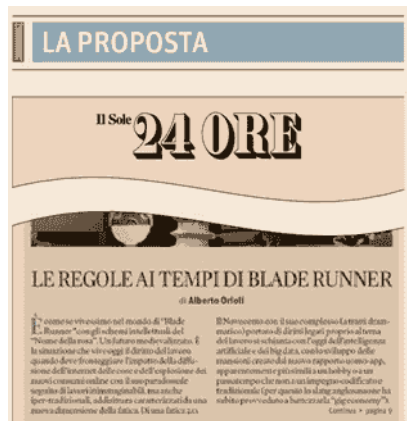 LA PROPOSTA
Il Sole
24 ORE
LE REGOLE AI TEMPI DI BLADE RUNNER
di Alberto Orioli
È come se vivessimo nel mondo di "Blade
Runner" con gli schemi intellettuali del
"Nome della rosa". Un futuro medievalizzato. È
la situazione che vive oggi il diritto del lavoro
quando deve fronteggiare l'impatto della diffu-
sione dell'internet delle cose e dell'esplosione dei
nuovi consumi online con il suo paradossale
seguito di lavori inimmaginabili, ma anche
iper-tradizionali, addirittura caratterizzati da una
nuova dimensione della fatica. Di una fatica 2.0.
Il Novecento con il suo complesso (a tratti dram-
matico) portato di diritti legati proprio al tema
del lavoro si schianta con l'oggi dell'intelligenza
artificiale e dei big data, con lo sviluppo delle
mansioni create dal nuovo rapporto uomo-app,
apparentemente più simili a un hobby o a un
passatempo che non a un impegno codificato e
tradizionale (per questo lo slang anglosassone ha
subito provveduto a battezzarla "gig economy").
Continua > pagina 9